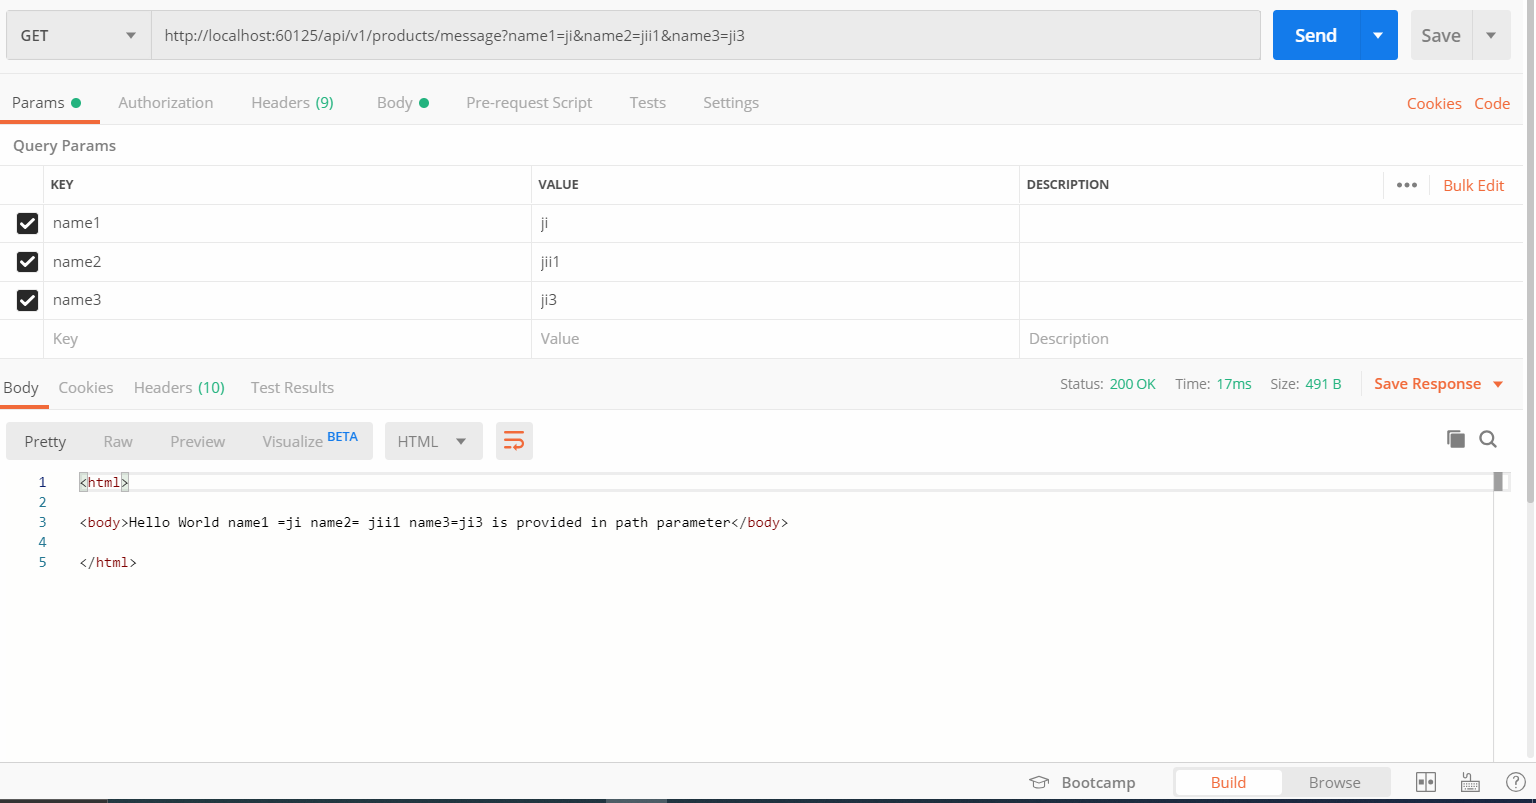 GET http://localhost:60125/api/v1/products/message?name1=ji&name2=jii1&name3=ji3 Send Save
Params Authorization Headers (9) Body Pre-request Script Tests Settings Cookies Code
Query Params
KEY VALUE DESCRIPTION ••• Bulk Edit
name1 ji
name2 jii1
name3 ji3
Key Value Description
Body Cookies Headers (10) Test Results Status: 200 OK Time: 17ms Size: 491 B Save Response
Pretty Raw Preview Visualize BETA HTML
1 <html>
2
3 <body>Hello World name1 =ji name2= jii1 name3=ji3 is provided in path parameter</body>
4
5 </html>
Bootcamp Build Browse ?